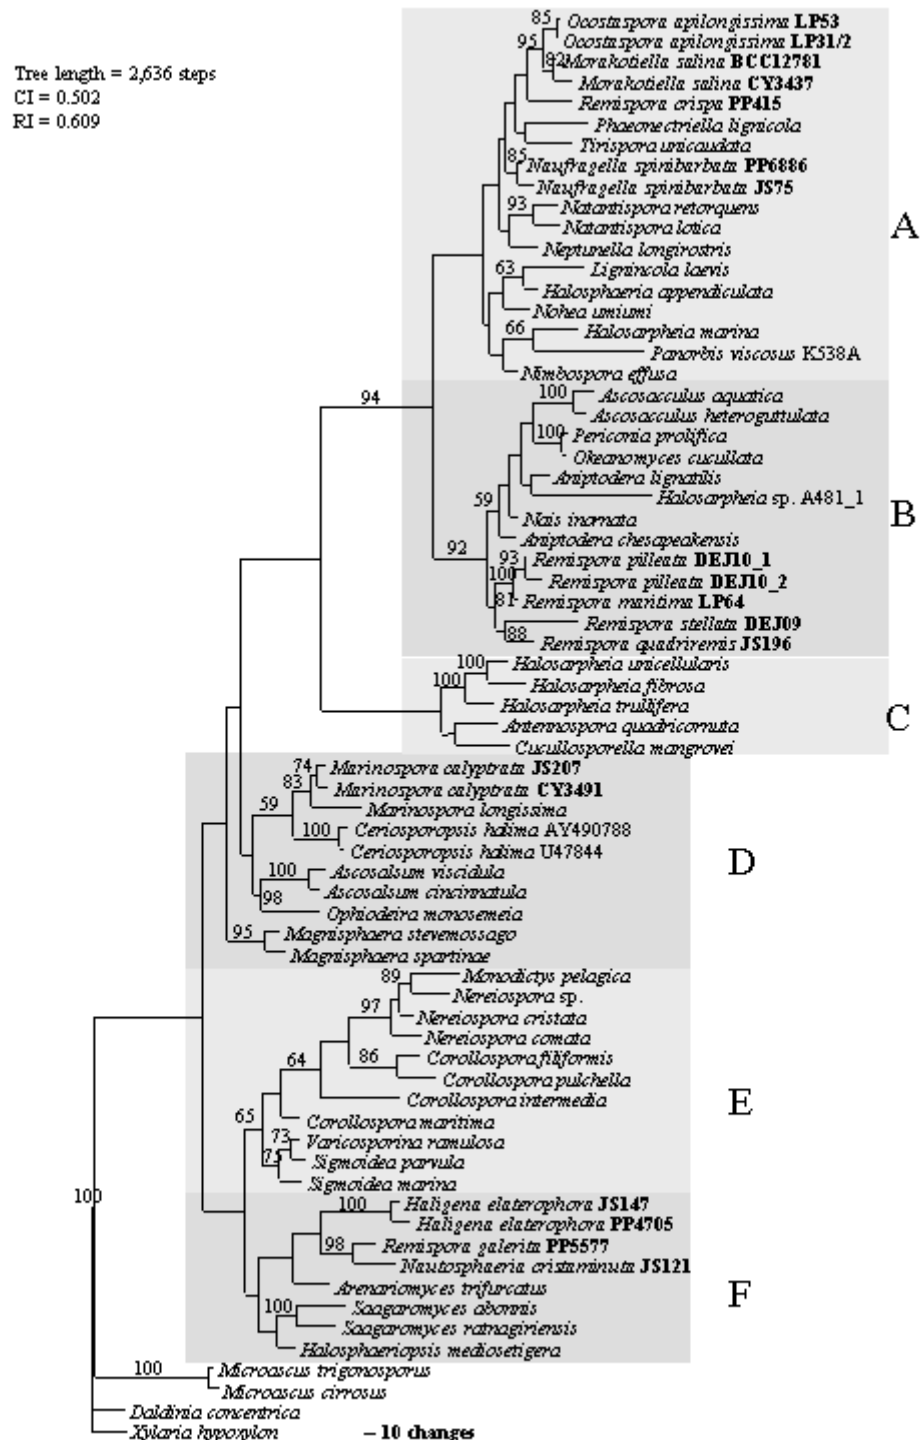 85
Ocostaspora apilongissima LP53
95
Ocostaspora apilongissima LP31/2
82
Morakotiella salina BCC12781
Tree length = 2,636 steps
Morakotiella salina CY3437
CI = 0.502
Remispora crispa PP415
RI = 0.609
Phaeonectriella lignicola
Tirispora unicaudata
85
Naufragella spinibarbata PP6886
Naufragella spinibarbata JS75
93
Natantispora retorquens
Natantispora lotica
A
Neptunella longirostris
63
Lignincola laevis
Halosphaeria appendiculata
Nohea umiumi
66
Halosarpheia marina
Panorbis viscosus K538A
Nimbospora effusa
94
100
Ascosacculus aquatica
Ascosacculus heteroguttulata
100
Periconia prolifica
Okeanomyces cucullata
Aniptodera lignatilis
59
Halosarpheia sp. A481_1
B
Nais inornata
Aniptodera chesapeakensis
92
93
Remispora pilleata DEJ10_1
100
Remispora pilleata DEJ10_2
81
Remispora maritima LP64
Remispora stellata DEJ09
88
Remispora quadriremis JS196
100
Halosarpheia unicellularis
100
Halosarpheia fibrosa
Halosarpheia trullifera
C
Antennospora quadricornuta
Cucullosporella mangrovei
74
Marinospora calyptrata JS207
83
Marinospora calyptrata CY3491
59
Marinospora longissima
100
Ceriosporopsis halima AY490788
Ceriosporopsis halima U47844
D
100
Ascosalsum viscidula
Ascosalsum cincinnatula
98
Ophiodeira monosemeia
95
Magnisphaera stevemossago
Magnisphaera spartinae
89
Monodictys pelagica
Nereiospora sp.
97
Nereiospora cristata
Nereiospora comata
64
86
Corollospora filiformis
Corollospora pulchella
Corollospora intermedia
E
65
Corollospora maritima
73
Varicosporina ramulosa
75
Sigmoidea parvula
Sigmoidea marina
100
100
Haligena elaterophora JS147
Haligena elaterophora PP4705
98
Remispora galerita PP5577
Nautosphaeria cristaminuta JS121
Arenariomyces trifurcatus
F
100
Saagaromyces abonnis
Saagaromyces ratnagiriensis
Halosphaeriopsis mediosetigera
100
Microascus trigonosporus
Microascus cirrosus
Daldinia concentrica
Xylaria hypoxylon
– 10 changes